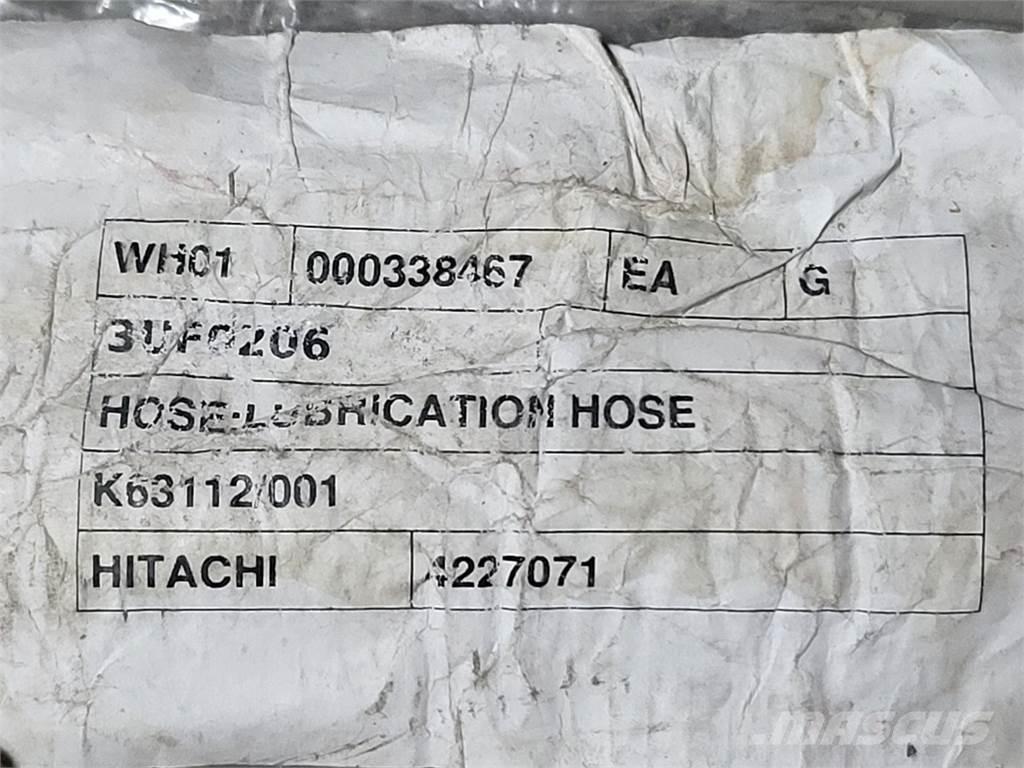 WH01 000338467 EA G
3UF0206
HOSE-LUBRICATION HOSE
K63112/001
HITACHI 4227071
MASCUS